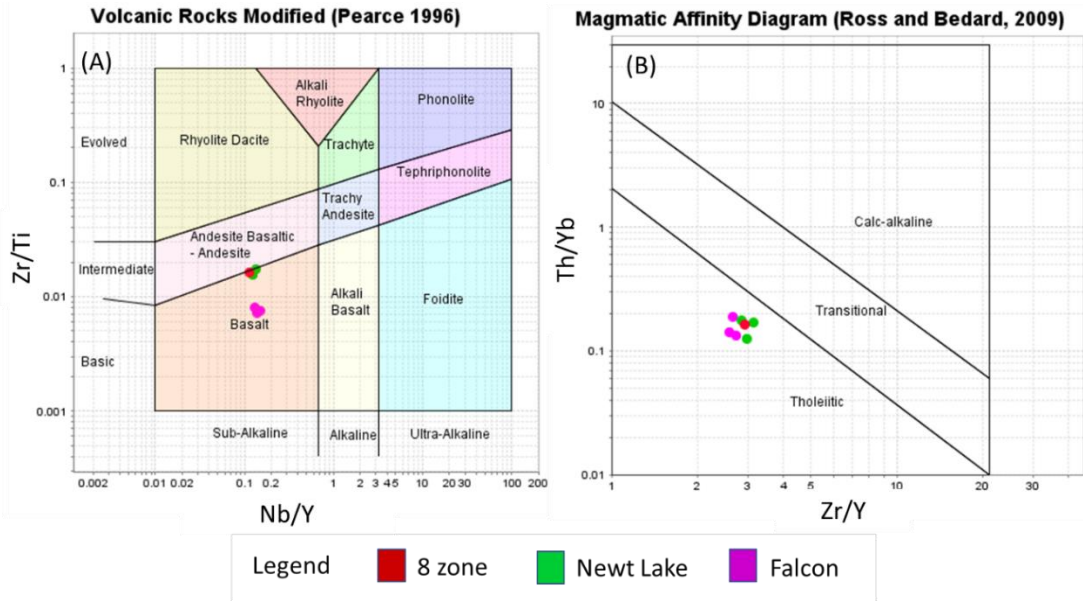 Volcanic Rocks Modified (Pearce 1996)
(A)
Zr/Ti
1
0.1
0.01
0.001
Evolved
Intermediate
Basic
Rhyolite Dacite
Alkali
Rhyolite
Phonolite
Trachyte
Tephriphonolite
Trachy
Andesite
Andesite Basaltic
- Andesite
Alkali
Basalt
Foidite
Basalt
Sub-Alkaline
Alkaline
Ultra-Alkaline
0.002 0.01 0.02 0.1 0.2 1 2 3 4 5 10 20 30 100 200
Nb/Y
Magmatic Affinity Diagram (Ross and Bedard, 2009)
(B)
Th/Yb
10
1
0.1
0.01
Calc-alkaline
Transitional
Tholeiitic
1 2 3 4 5 10 20 30
Zr/Y
Legend 8 zone Newt Lake Falcon